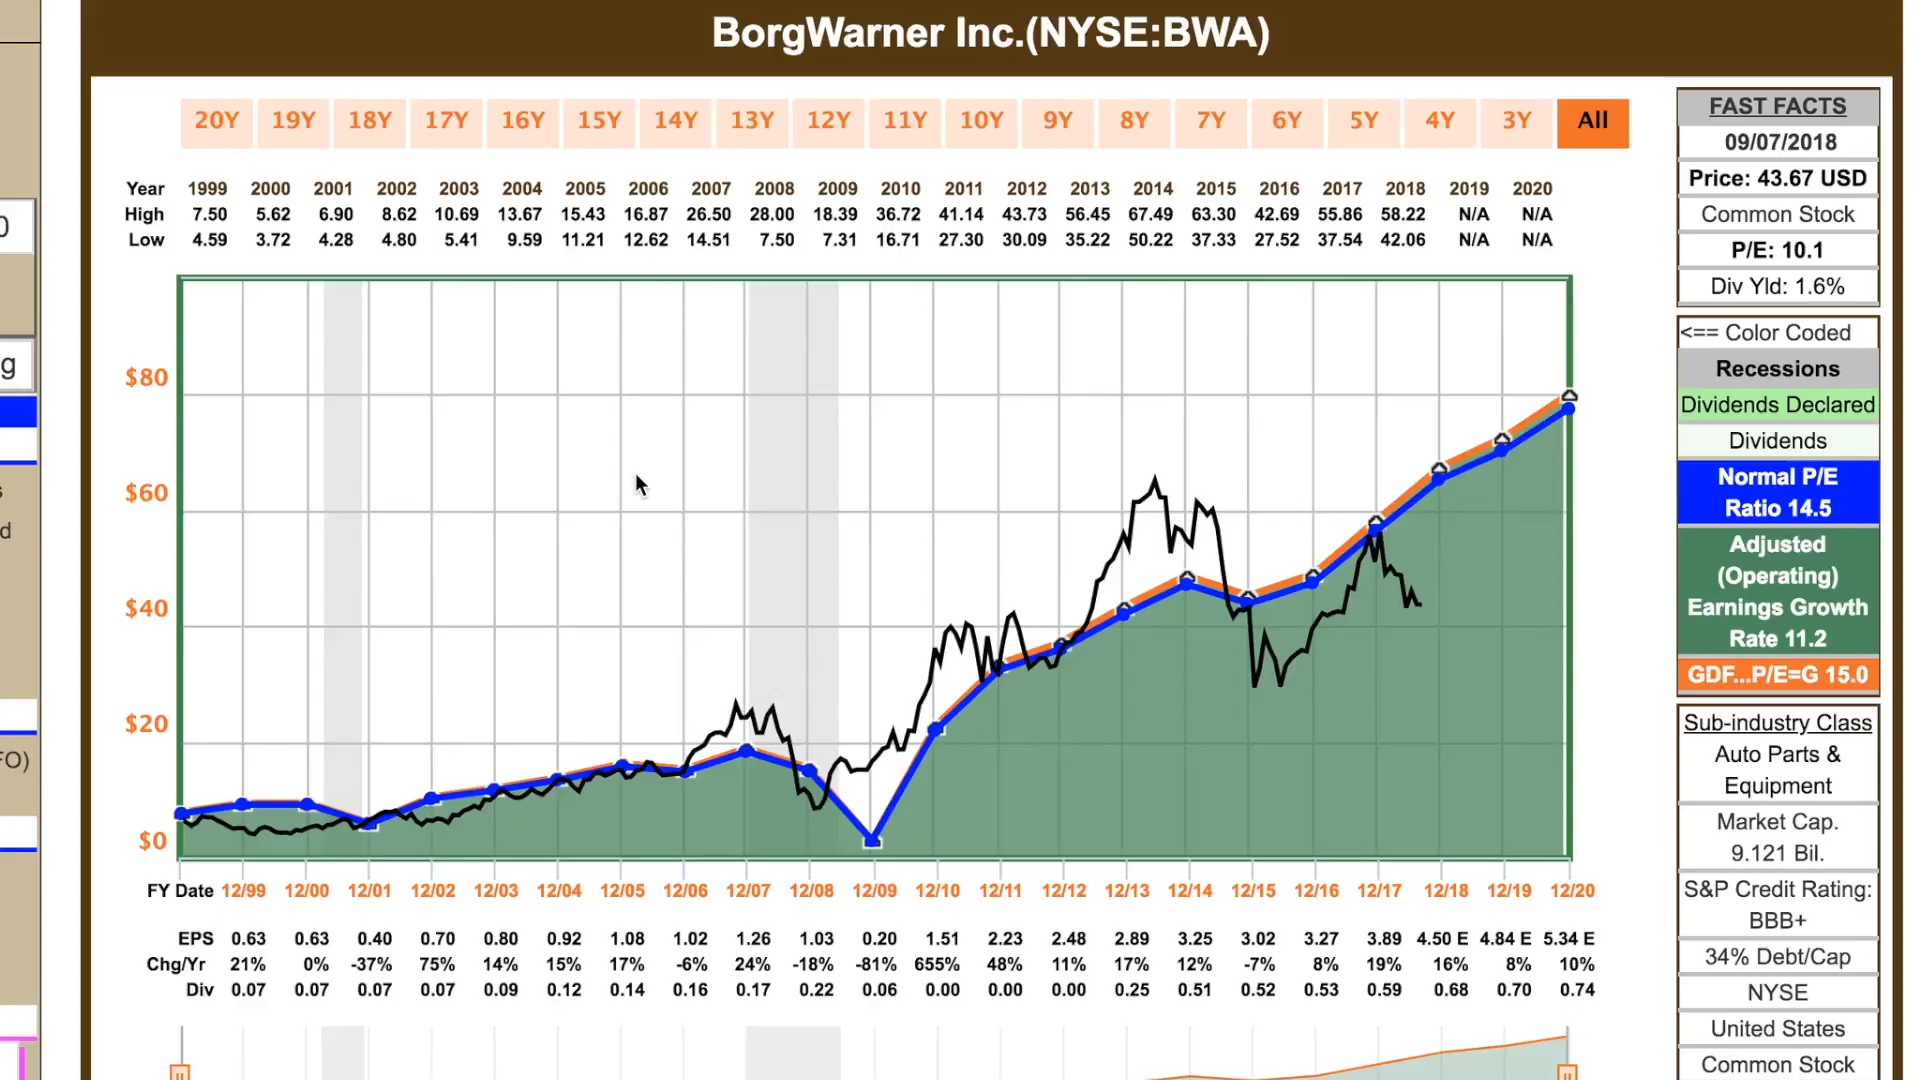 BorgWarner Inc.(NYSE:BWA)
20Y 19Y 18Y 17Y 16Y 15Y 14Y 13Y 12Y 11Y 10Y 9Y 8Y 7Y 6Y 5Y 4Y 3Y All
Year 1999 2000 2001 2002 2003 2004 2005 2006 2007 2008 2009 2010 2011 2012 2013 2014 2015 2016 2017 2018 2019 2020
High 7.50 5.62 6.90 8.62 10.69 13.67 15.43 16.87 26.50 28.00 18.39 36.72 41.14 43.73 56.45 67.49 63.30 42.69 55.86 58.22 N/A N/A
Low 4.59 3.72 4.28 4.80 5.41 9.59 11.21 12.62 14.51 7.50 7.31 16.71 27.30 30.09 35.22 50.22 37.33 27.52 37.54 42.06 N/A N/A
$80
$60
$40
$20
$0
FY Date 12/99 12/00 12/01 12/02 12/03 12/04 12/05 12/06 12/07 12/08 12/09 12/10 12/11 12/12 12/13 12/14 12/15 12/16 12/17 12/18 12/19 12/20
EPS 0.63 0.63 0.40 0.70 0.80 0.92 1.08 1.02 1.26 1.03 0.20 1.51 2.23 2.48 2.89 3.25 3.02 3.27 3.89 4.50 E 4.84 E 5.34 E
Chg/Yr 21% 0% -37% 75% 14% 15% 17% -6% 24% -18% -81% 655% 48% 11% 17% 12% -7% 8% 19% 16% 8% 10%
Div 0.07 0.07 0.07 0.07 0.09 0.12 0.14 0.16 0.17 0.22 0.06 0.00 0.00 0.00 0.25 0.51 0.52 0.53 0.59 0.68 0.70 0.74
FAST FACTS
09/07/2018
Price: 43.67 USD
Common Stock
P/E: 10.1
Div Yld: 1.6%
<== Color Coded
Recessions
Dividends Declared
Dividends
Normal P/E
Ratio 14.5
Adjusted
(Operating)
Earnings Growth
Rate 11.2
GDF...P/E=G 15.0
Sub-industry Class
Auto Parts &
Equipment
Market Cap.
9.121 Bil.
S&P Credit Rating:
BBB+
34% Debt/Cap
NYSE
United States
Common Stock